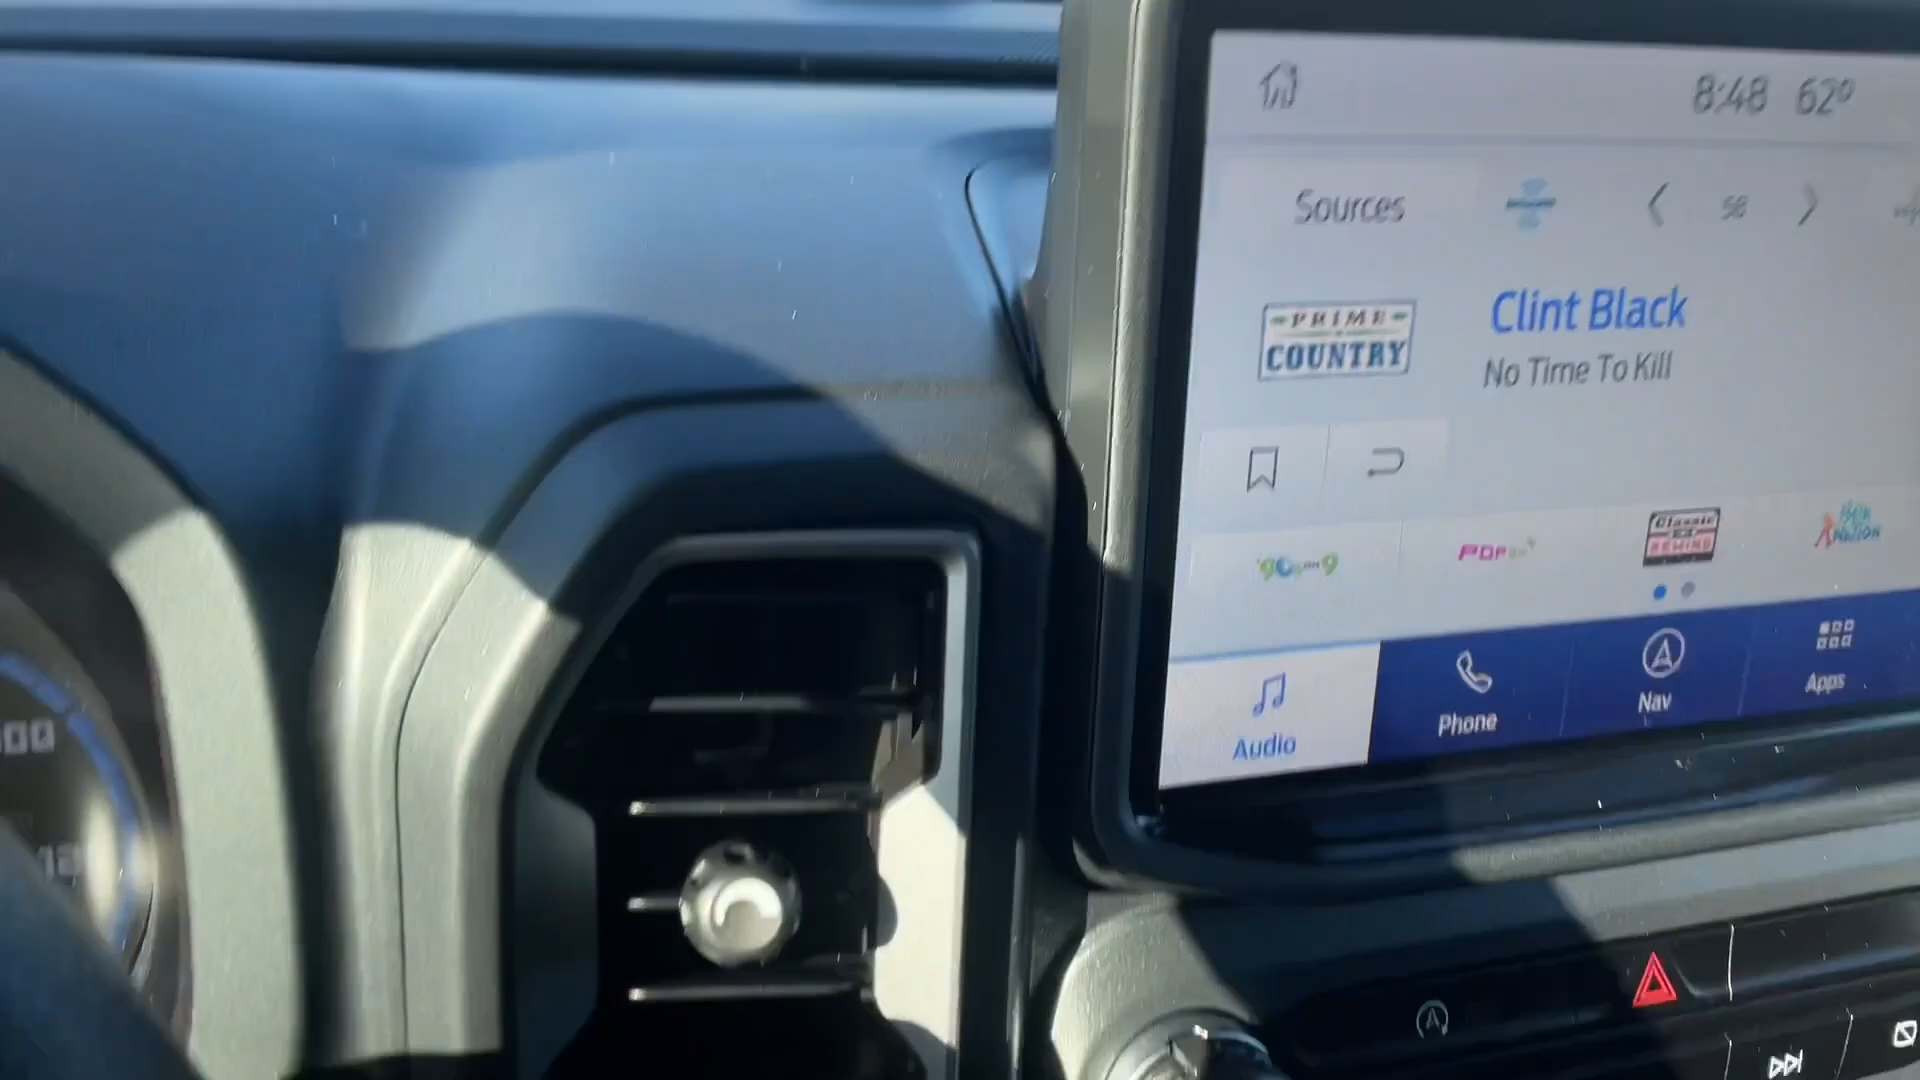 8:48 62°
Sources
58
Clint Black
No Time To Kill
PRIME
COUNTRY
Classic
REWIND
Audio
Phone
Nav
Apps